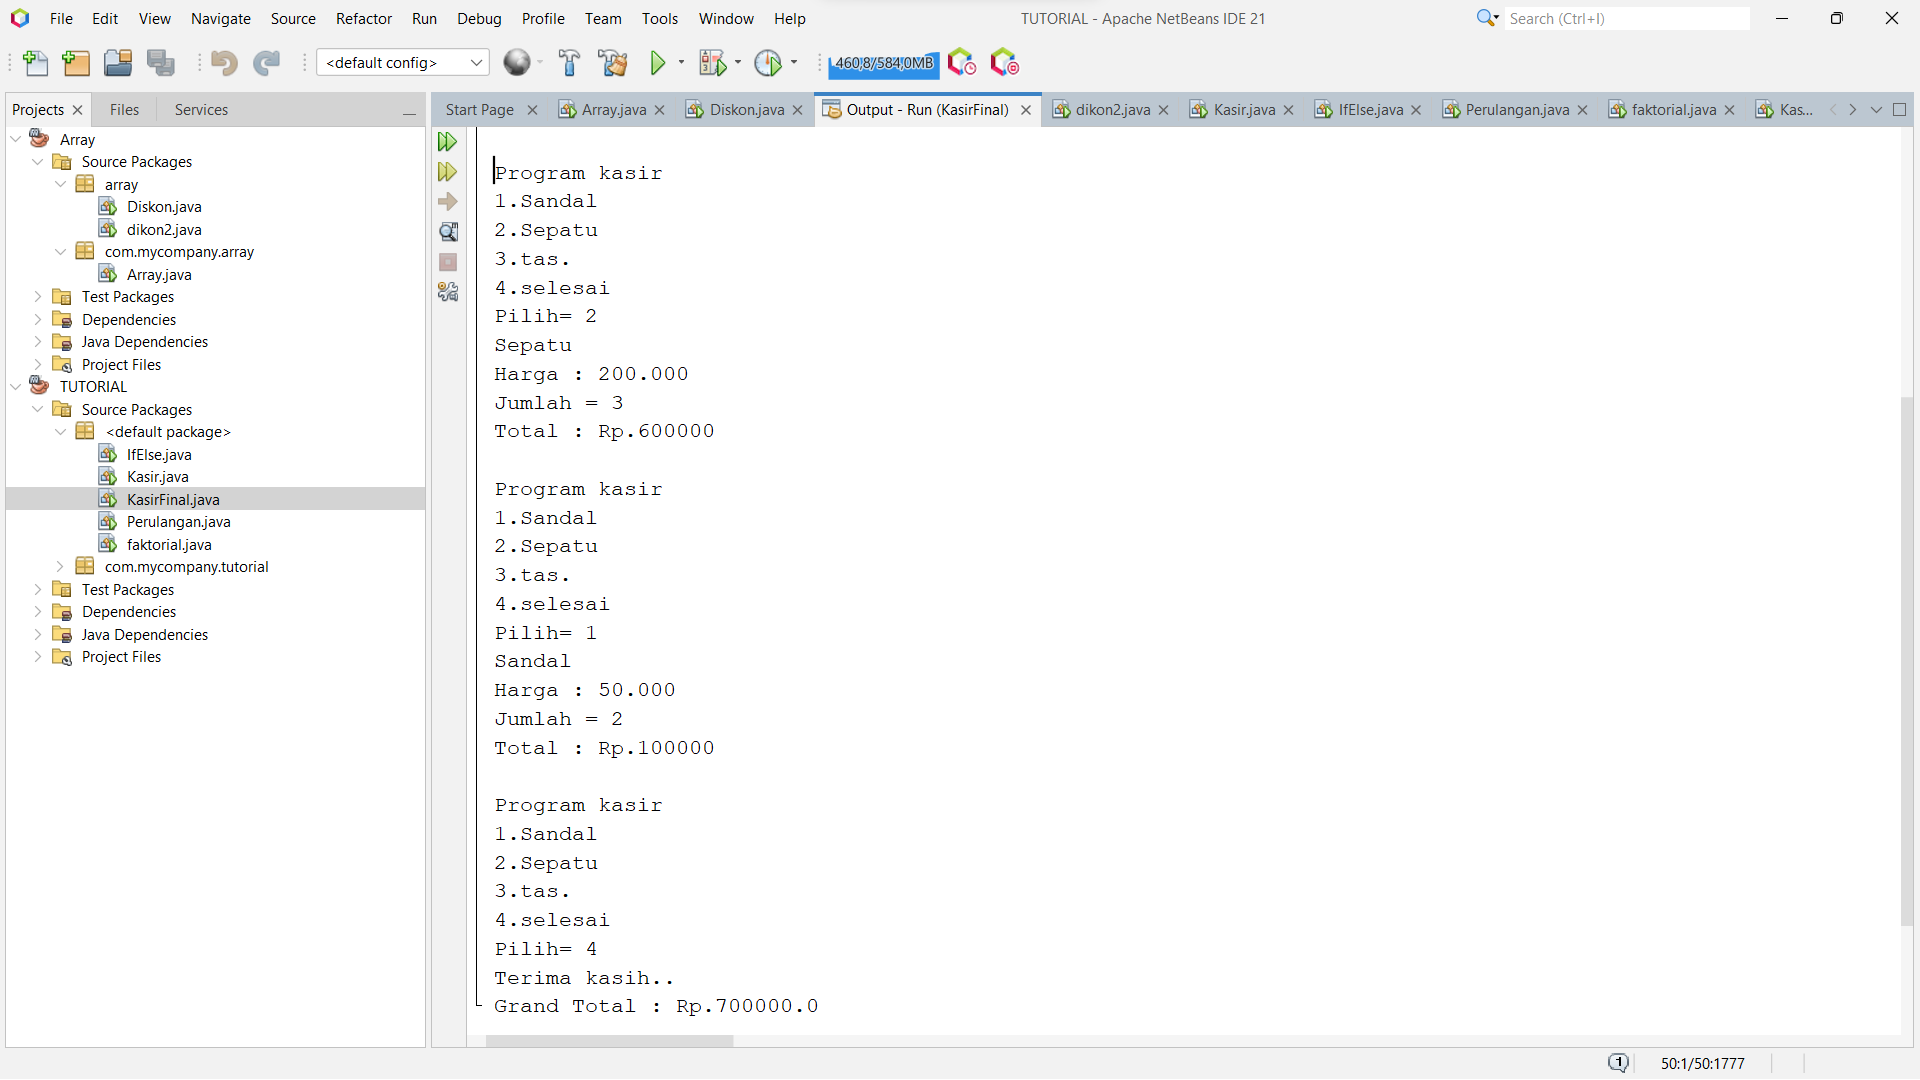 File Edit View Navigate Source Refactor Run Debug Profile Team Tools Window Help
TUTORIAL - Apache NetBeans IDE 21
Search (Ctrl+I)
<default config>
460,8/584,0MB
Projects Files Services
Start Page Array.java Diskon.java Output - Run (KasirFinal) dikon2.java Kasir.java IfElse.java Perulangan.java faktorial.java Kas...
Array
Source Packages
array
Diskon.java
dikon2.java
com.mycompany.array
Array.java
Test Packages
Dependencies
Java Dependencies
Project Files
TUTORIAL
Source Packages
<default package>
IfElse.java
Kasir.java
KasirFinal.java
Perulangan.java
faktorial.java
com.mycompany.tutorial
Test Packages
Dependencies
Java Dependencies
Project Files
Program kasir
1.Sandal
2.Sepatu
3.tas.
4.selesai
Pilih= 2
Sepatu
Harga : 200.000
Jumlah = 3
Total : Rp.600000
Program kasir
1.Sandal
2.Sepatu
3.tas.
4.selesai
Pilih= 1
Sandal
Harga : 50.000
Jumlah = 2
Total : Rp.100000
Program kasir
1.Sandal
2.Sepatu
3.tas.
4.selesai
Pilih= 4
Terima kasih..
Grand Total : Rp.700000.0
1
50:1/50:1777